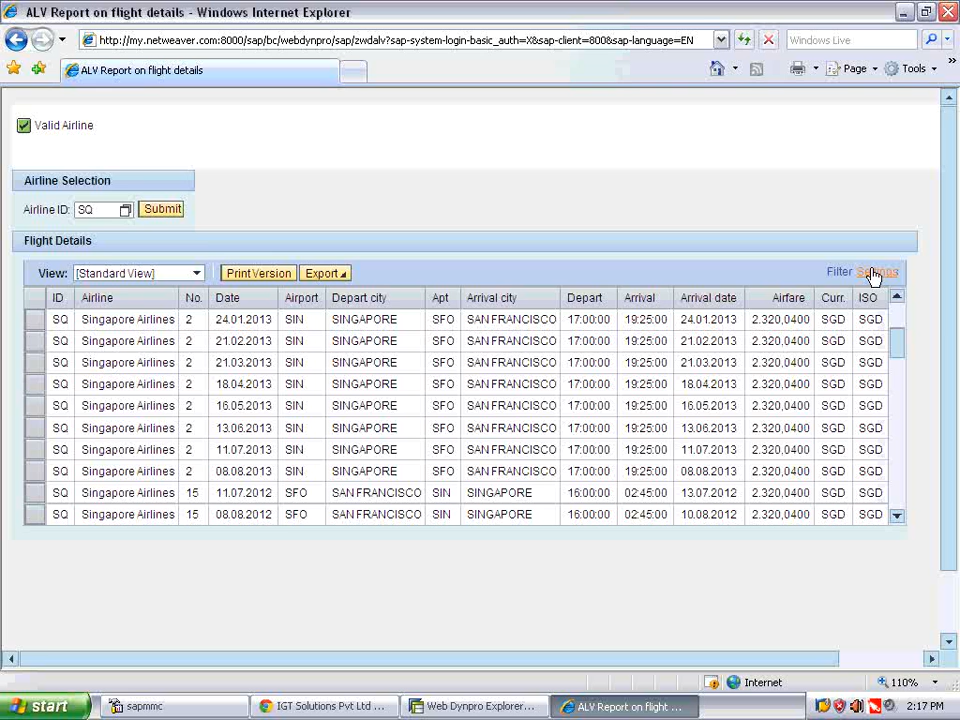 ALV Report on flight details - Windows Internet Explorer
http://my.netweaver.com:8000/sap/bc/webdynpro/sap/zwdalv?sap-system-login-basic_auth=X&sap-client=800&sap-language=EN
Windows Live
ALV Report on flight details
Page Tools
Valid Airline
Airline Selection
Airline ID: SQ Submit
Flight Details
View: [Standard View] Print Version Export Filter Settings
ID Airline No. Date Airport Depart city Apt Arrival city Depart Arrival Arrival date Airfare Curr. ISO
SQ Singapore Airlines 2 24.01.2013 SIN SINGAPORE SFO SAN FRANCISCO 17:00:00 19:25:00 24.01.2013 2.320,0400 SGD SGD
SQ Singapore Airlines 2 21.02.2013 SIN SINGAPORE SFO SAN FRANCISCO 17:00:00 19:25:00 21.02.2013 2.320,0400 SGD SGD
SQ Singapore Airlines 2 21.03.2013 SIN SINGAPORE SFO SAN FRANCISCO 17:00:00 19:25:00 21.03.2013 2.320,0400 SGD SGD
SQ Singapore Airlines 2 18.04.2013 SIN SINGAPORE SFO SAN FRANCISCO 17:00:00 19:25:00 18.04.2013 2.320,0400 SGD SGD
SQ Singapore Airlines 2 16.05.2013 SIN SINGAPORE SFO SAN FRANCISCO 17:00:00 19:25:00 16.05.2013 2.320,0400 SGD SGD
SQ Singapore Airlines 2 13.06.2013 SIN SINGAPORE SFO SAN FRANCISCO 17:00:00 19:25:00 13.06.2013 2.320,0400 SGD SGD
SQ Singapore Airlines 2 11.07.2013 SIN SINGAPORE SFO SAN FRANCISCO 17:00:00 19:25:00 11.07.2013 2.320,0400 SGD SGD
SQ Singapore Airlines 2 08.08.2013 SIN SINGAPORE SFO SAN FRANCISCO 17:00:00 19:25:00 08.08.2013 2.320,0400 SGD SGD
SQ Singapore Airlines 15 11.07.2012 SFO SAN FRANCISCO SIN SINGAPORE 16:00:00 02:45:00 13.07.2012 2.320,0400 SGD SGD
SQ Singapore Airlines 15 08.08.2012 SFO SAN FRANCISCO SIN SINGAPORE 16:00:00 02:45:00 10.08.2012 2.320,0400 SGD SGD
Internet 110%
start sapmmc IGT Solutions Pvt Ltd ... Web Dynpro Explorer... ALV Report on flight ... 2:17 PM